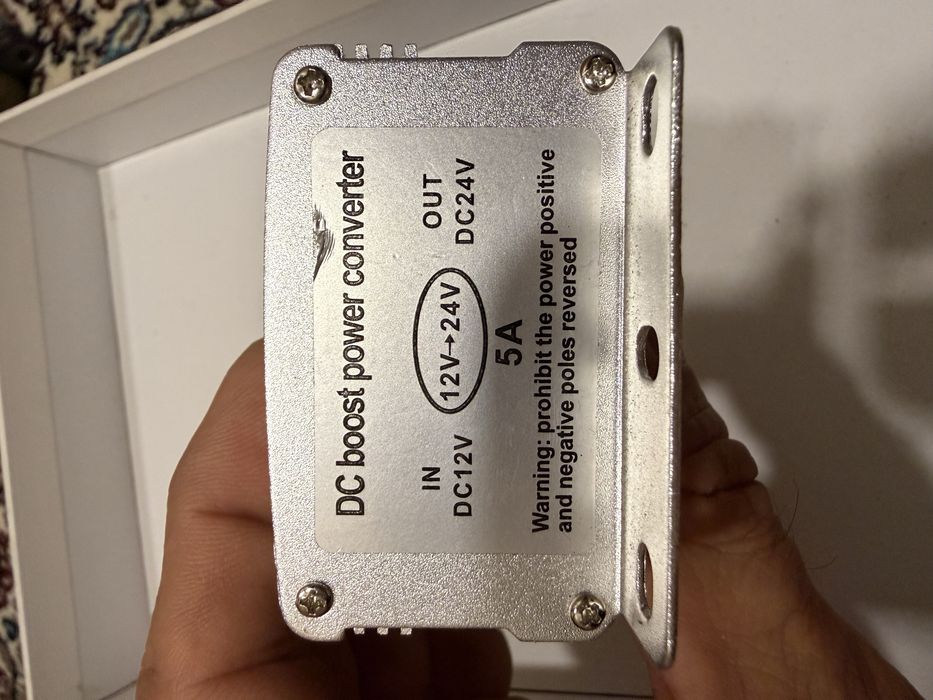 DC boost power converter
IN
DC12V
12V→24V
OUT
DC24V
5A
Warning: prohibit the power positive
and negative poles reversed